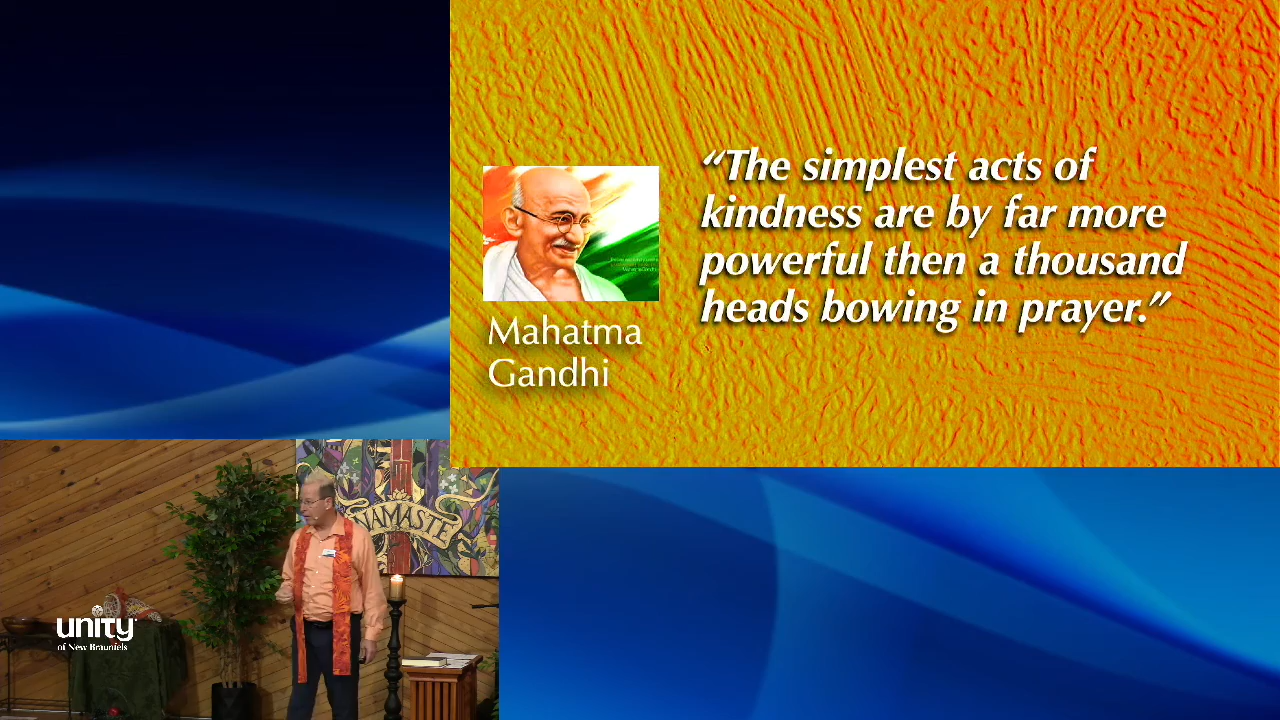 “The simplest acts of
kindness are by far more
powerful then a thousand
heads bowing in prayer.”
Mahatma
Gandhi
NAMASTE
unity
of New Braunfels